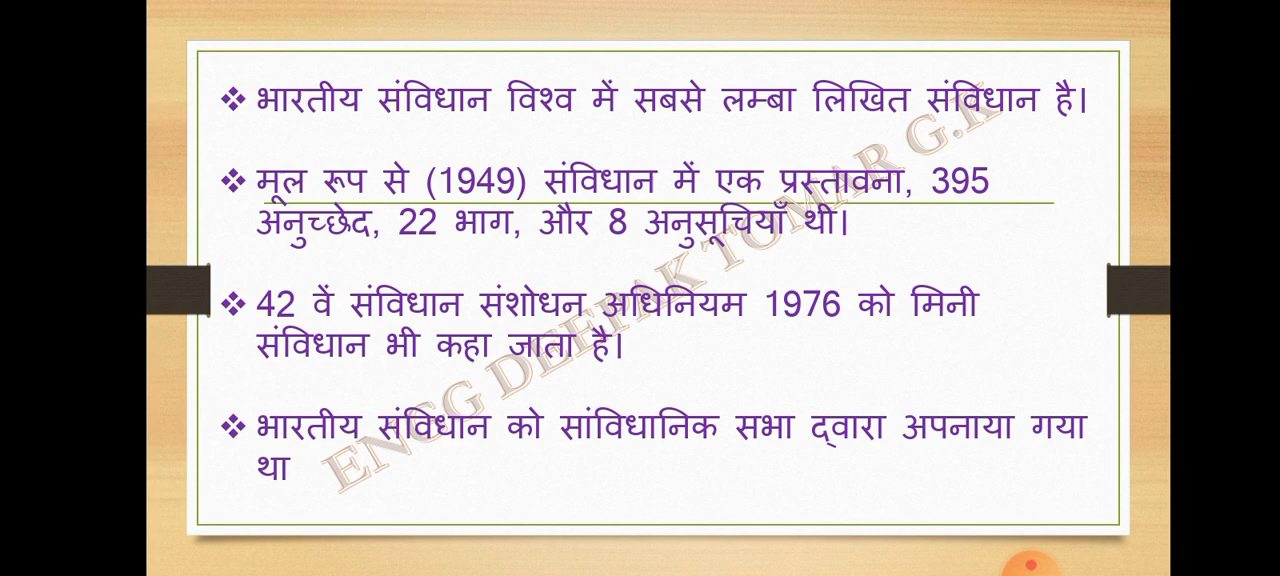 ❖ भारतीय संविधान विश्व में सबसे लम्बा लिखित संविधान है।
❖ मूल रूप से (1949) संविधान में एक प्रस्तावना, 395
अनुच्छेद, 22 भाग, और 8 अनुसूचियाँ थी।
❖ 42 वें संविधान संशोधन अधिनियम 1976 को मिनी
संविधान भी कहा जाता है।
❖ भारतीय संविधान को सांविधानिक सभा द्वारा अपनाया गया
था
ENGG DEEPAK TOMAR G.K